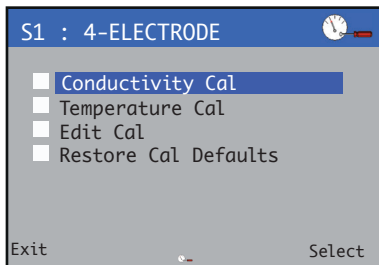 S1 : 4-ELECTRODE
Conductivity Cal
Temperature Cal
Edit Cal
Restore Cal Defaults
Exit Select